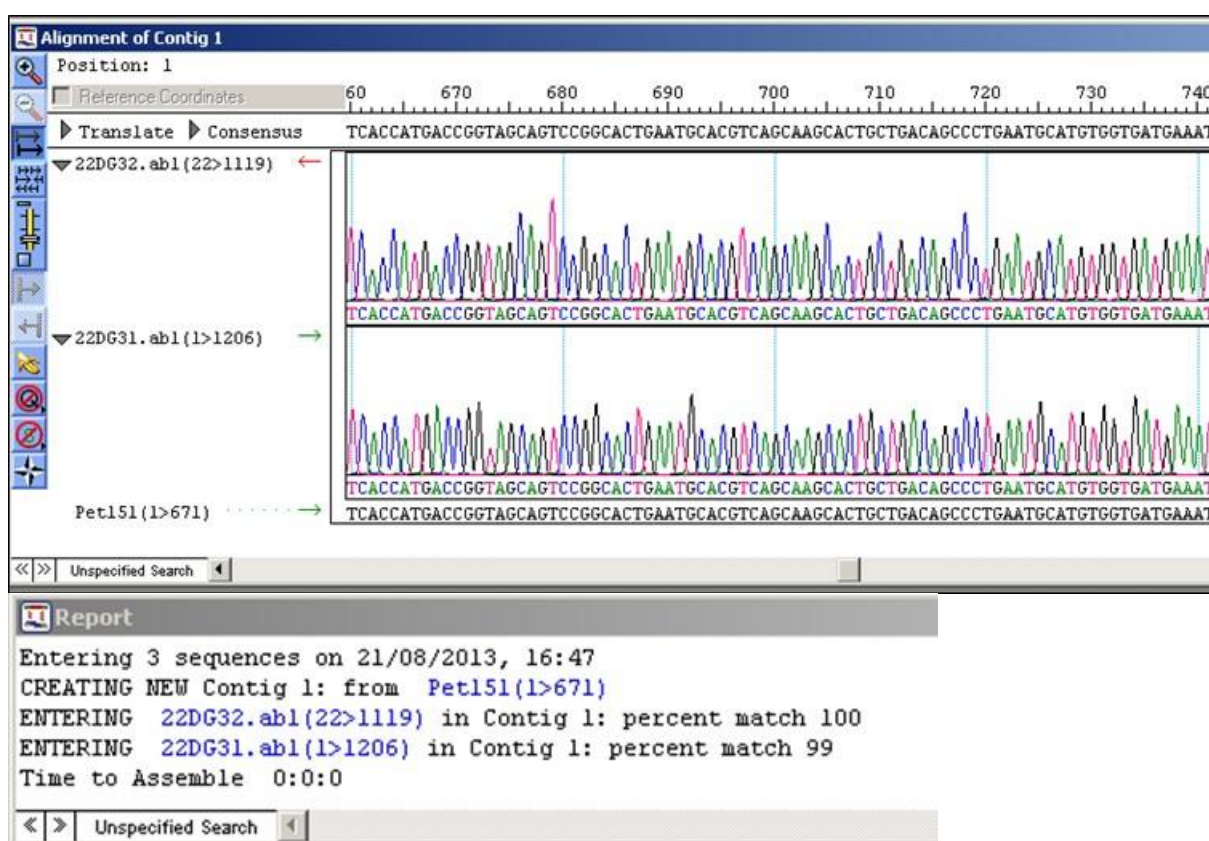 Alignment of Contig 1
Position: 1
Reference Coordinates
60 670 680 690 700 710 720 730 740
Translate Consensus TCACCATGACCGGTAGCAGTCCGGCACTGAATGCACGTCAGCAAGCACTGCTGACAGCCCTGAATGCATGTGGTGATGAAAT
22DG32.ab1(22>1119) ←
TCACCATGACCGGTAGCAGTCCGGCACTGAATGCACGTCAGCAAGCACTGCTGACAGCCCTGAATGCATGTGGTGATGAAAT
22DG31.ab1(1>1206) →
TCACCATGACCGGTAGCAGTCCGGCACTGAATGCACGTCAGCAAGCACTGCTGACAGCCCTGAATGCATGTGGTGATGAAAT
Pet151(1>671) → TCACCATGACCGGTAGCAGTCCGGCACTGAATGCACGTCAGCAAGCACTGCTGACAGCCCTGAATGCATGTGGTGATGAAAT
Unspecified Search
Report
Entering 3 sequences on 21/08/2013, 16:47
CREATING NEW Contig 1: from Pet151(1>671)
ENTERING 22DG32.ab1(22>1119) in Contig 1: percent match 100
ENTERING 22DG31.ab1(1>1206) in Contig 1: percent match 99
Time to Assemble 0:0:0
Unspecified Search